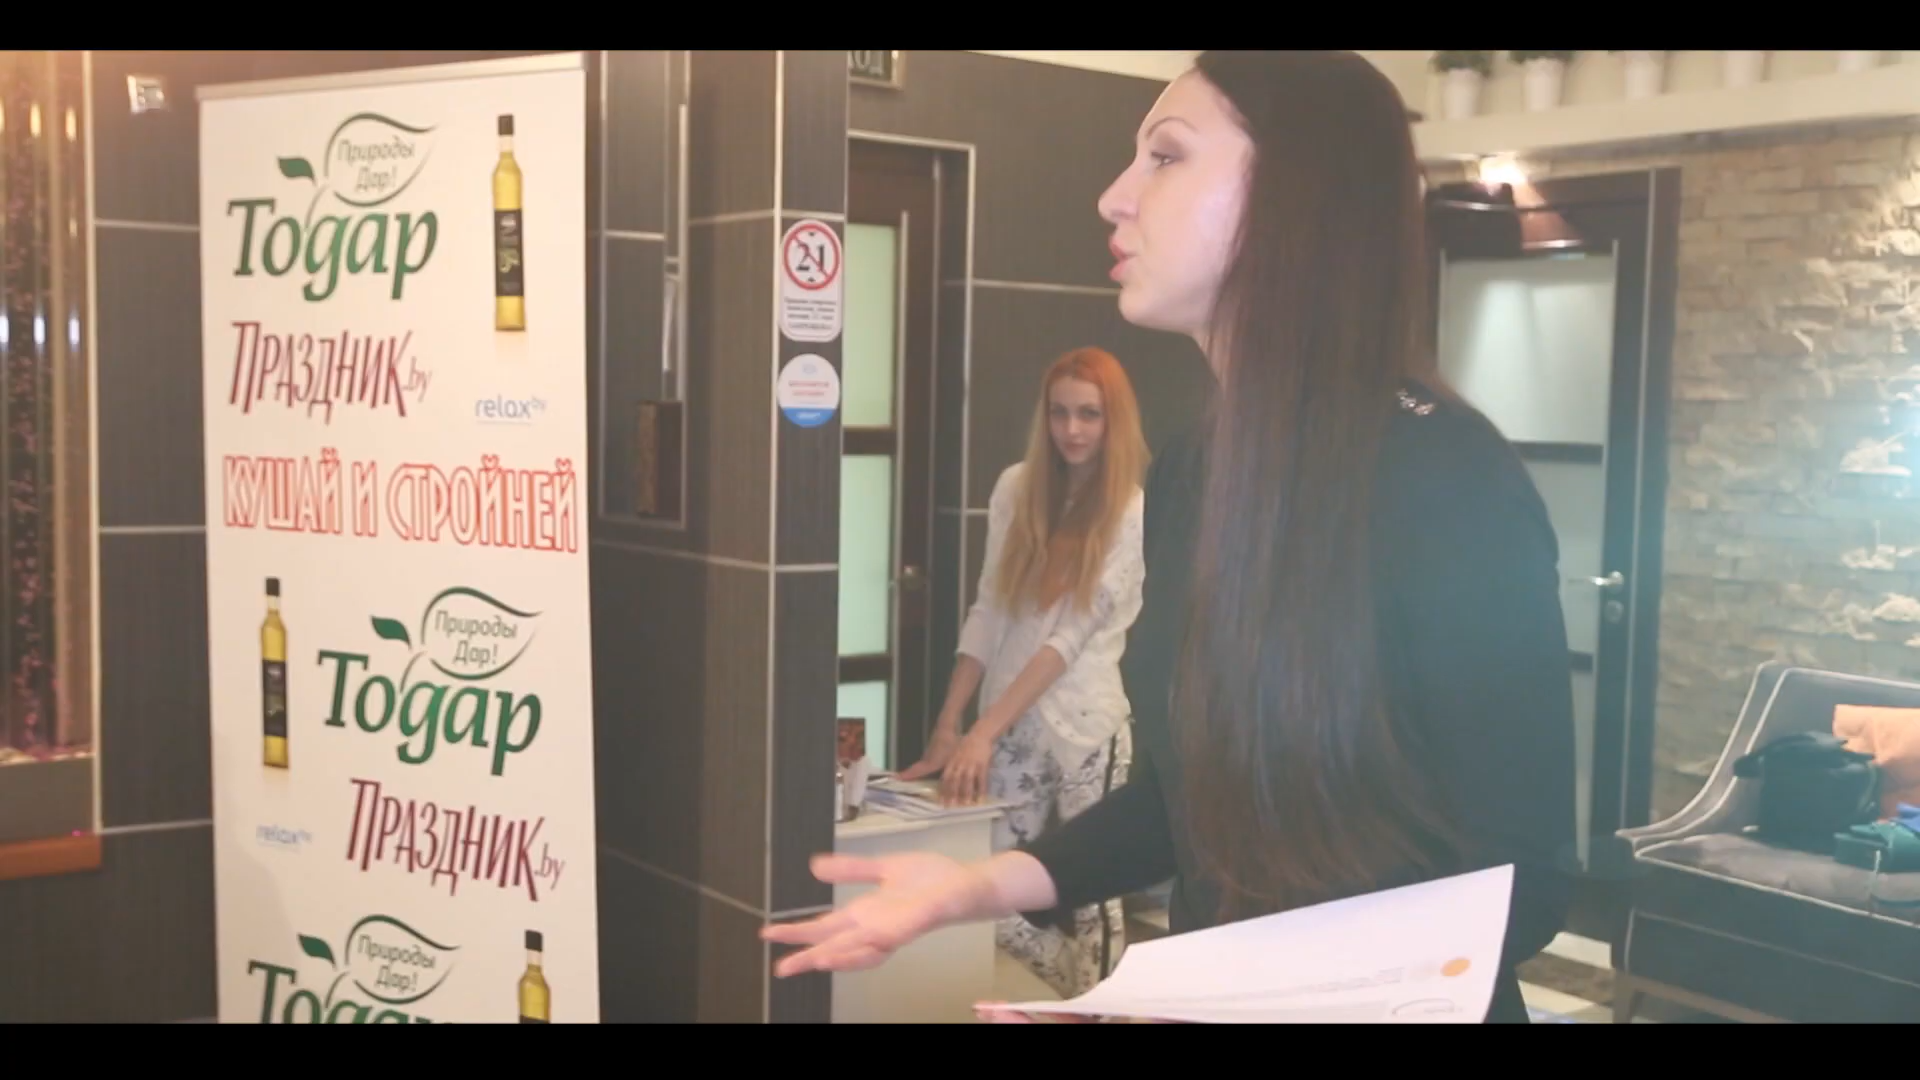 Природы
Дар!
Тодар
ПРАЗДНИК.by
relax.by
КУШАЙ И СТРОЙНЕЙ
Природы
Дар!
Тодар
ПРАЗДНИК.by
relax.by
Природы
Дар!
Тодар
21